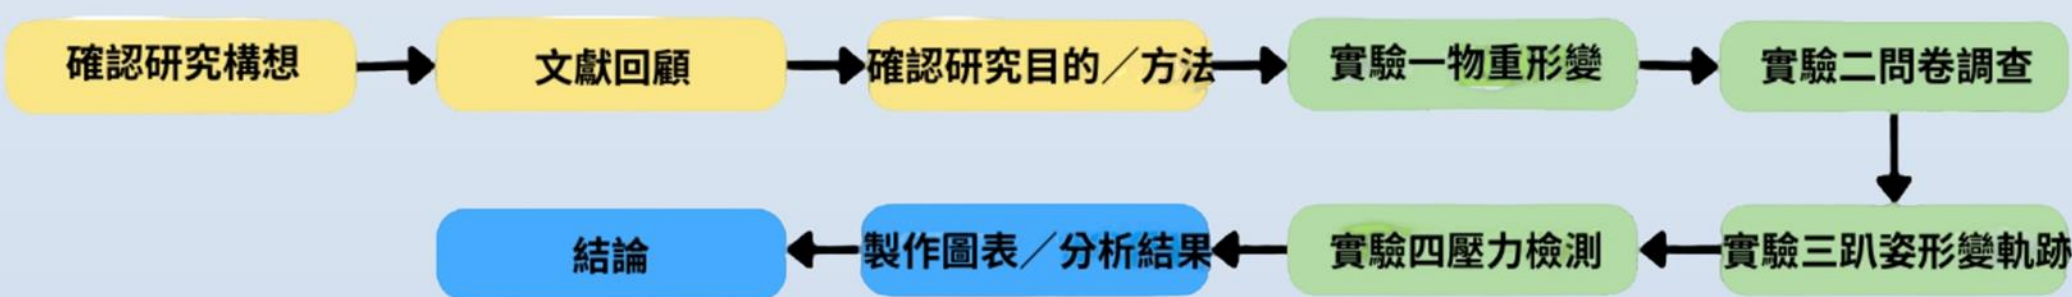 確認研究構想
文獻回顧
確認研究目的／方法
實驗一物重形變
實驗二問卷調查
實驗三趴姿形變軌跡
實驗四壓力檢測
製作圖表／分析結果
結論